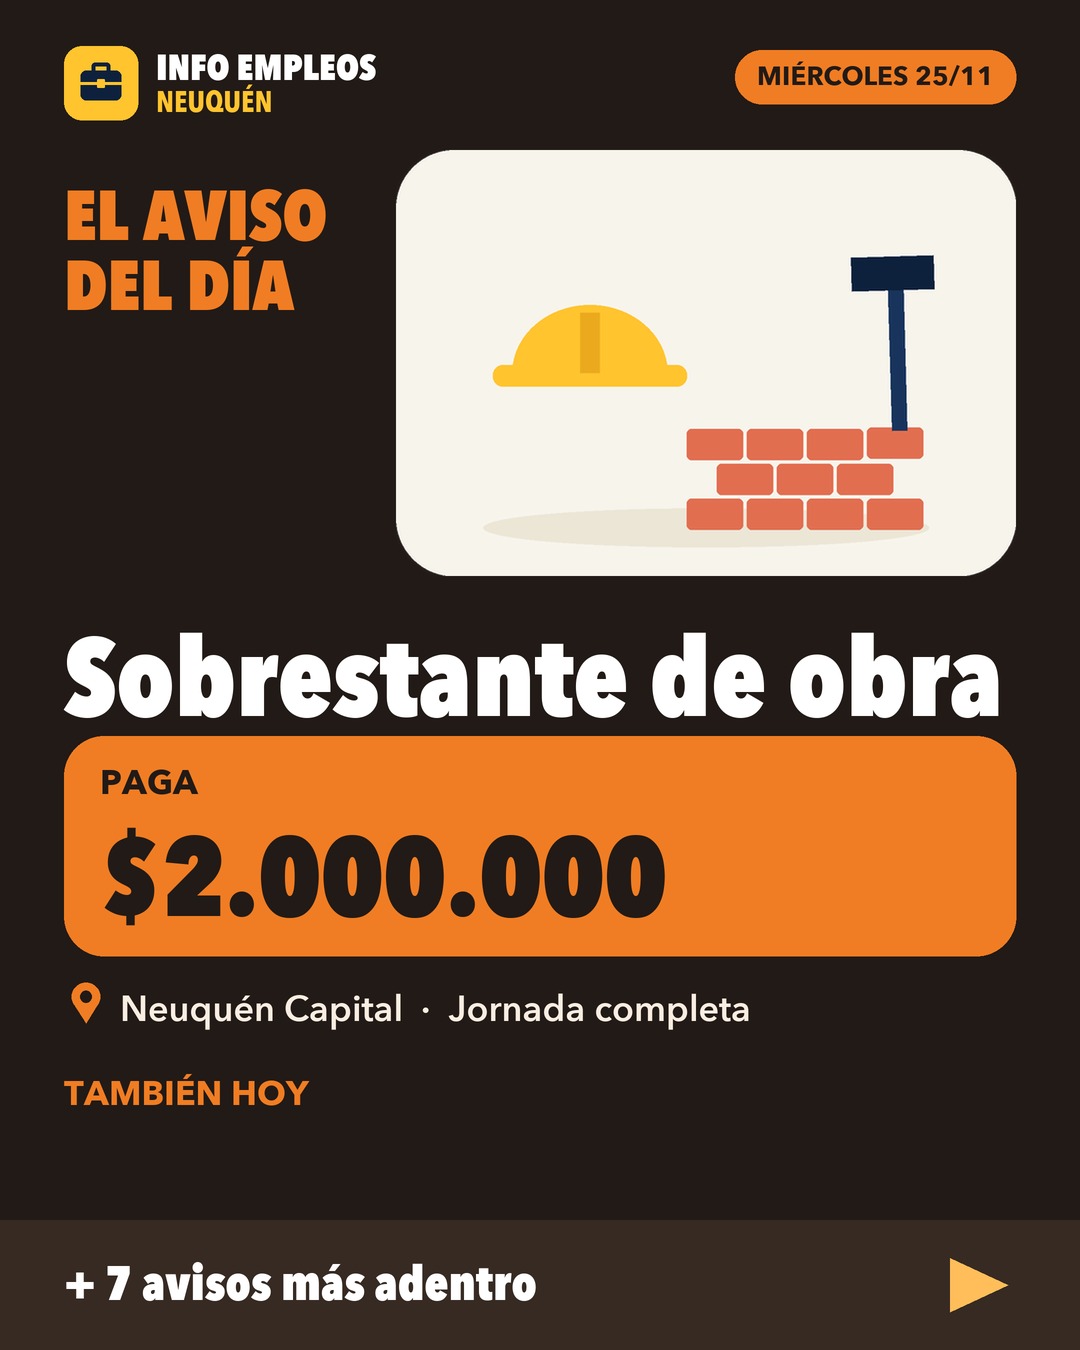 INFO EMPLEOS
NEUQUÉN
MIÉRCOLES 25/11
EL AVISO
DEL DÍA
Sobrestante de obra
PAGA
$2.000.000
Neuquén Capital · Jornada completa
TAMBIÉN HOY
+ 7 avisos más adentro